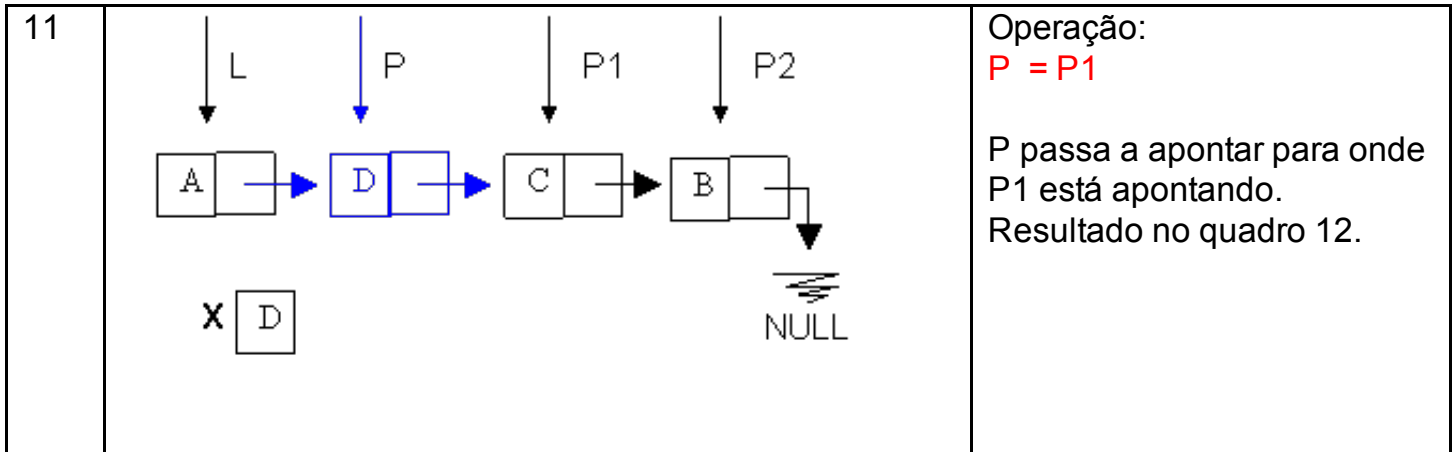 11
L
P
P1
P2
A
D
C
B
NULL
X D
Operação:
P = P1
P passa a apontar para onde
P1 está apontando.
Resultado no quadro 12.